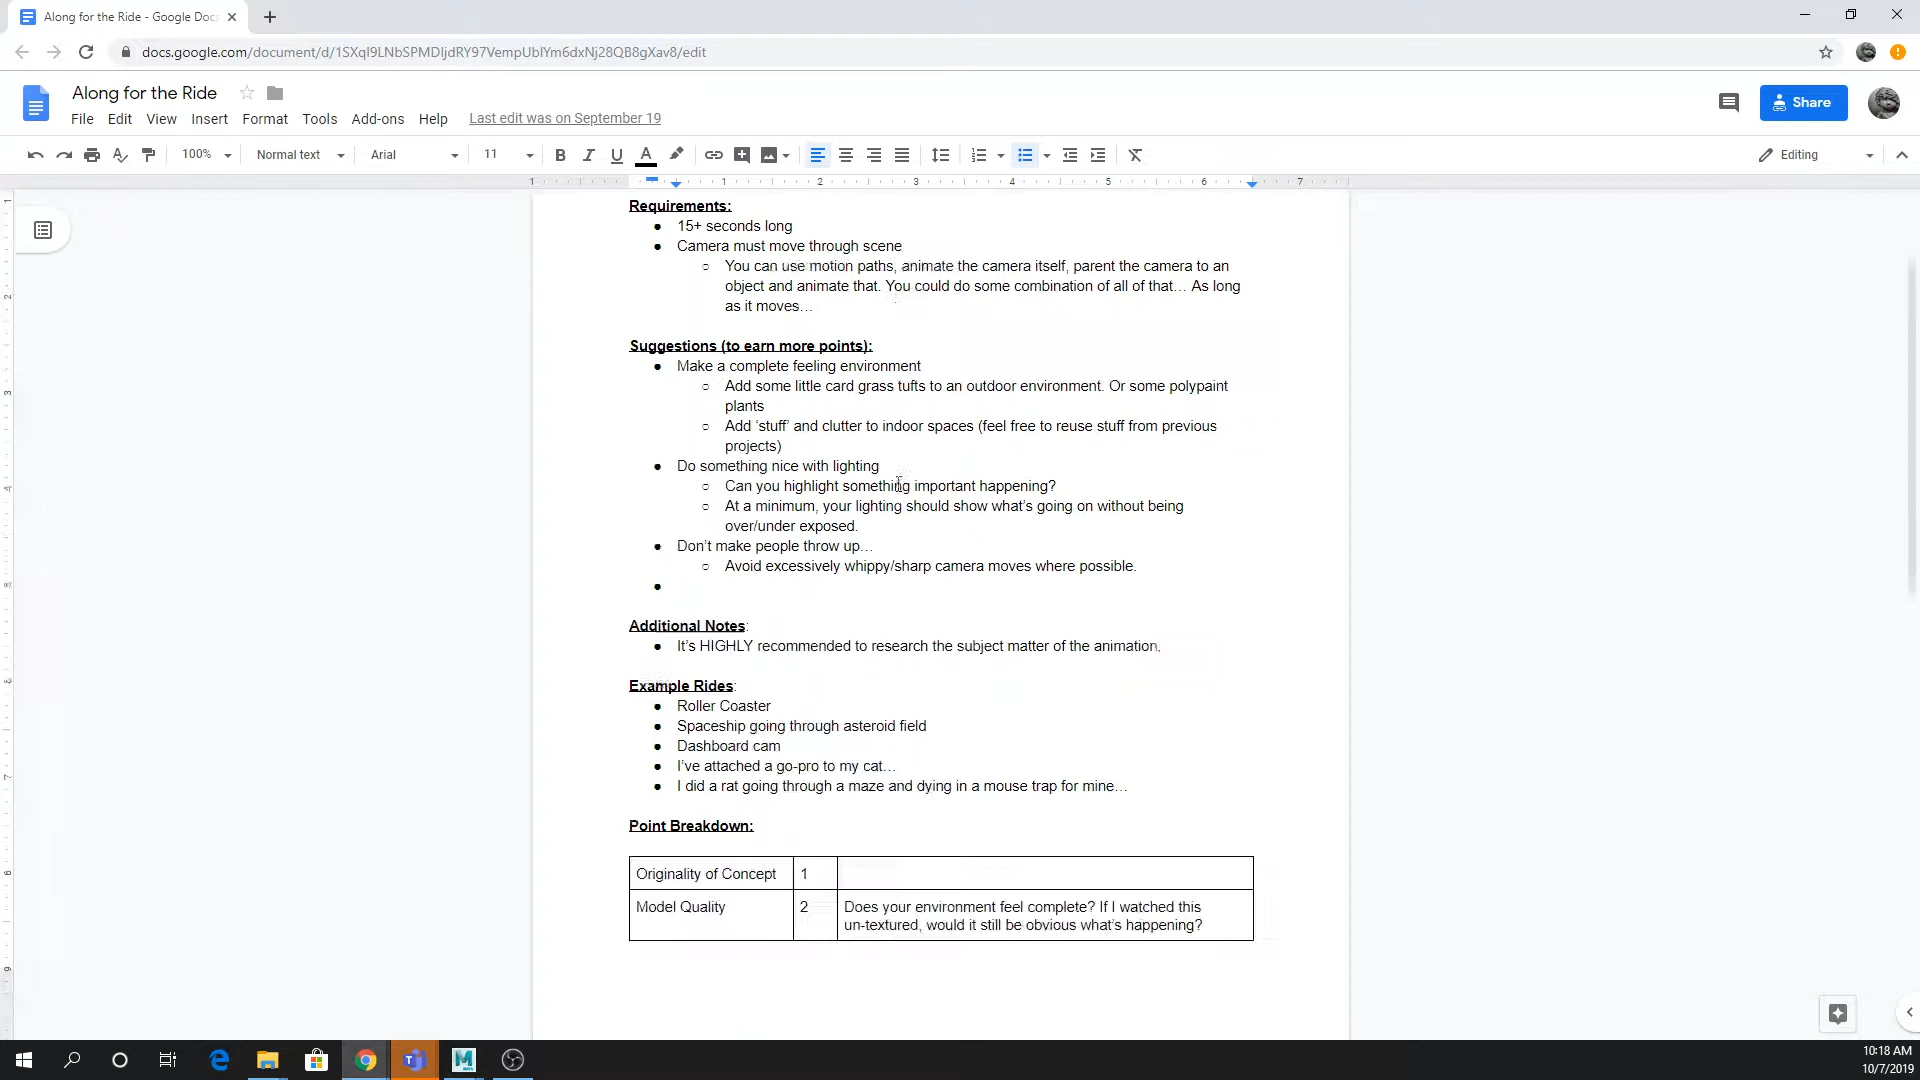 Along for the Ride - Google Doc
docs.google.com/document/d/1SXqI9LNbSPMDljdRY97VempUblYm6dxNj28QB8gXav8/edit
Along for the Ride
Share
File Edit View Insert Format Tools Add-ons Help Last edit was on September 19
100% Normal text Arial 11 B I U A Editing
1 1 2 3 4 5 6 7
Requirements:
● 15+ seconds long
● Camera must move through scene
○ You can use motion paths, animate the camera itself, parent the camera to an
object and animate that. You could do some combination of all of that… As long
as it moves…
Suggestions (to earn more points):
● Make a complete feeling environment
○ Add some little card grass tufts to an outdoor environment. Or some polypaint
plants
○ Add ‘stuff’ and clutter to indoor spaces (feel free to reuse stuff from previous
projects)
● Do something nice with lighting
○ Can you highlight something important happening?
○ At a minimum, your lighting should show what’s going on without being
over/under exposed.
● Don’t make people throw up…
○ Avoid excessively whippy/sharp camera moves where possible.
●
Additional Notes:
● It’s HIGHLY recommended to research the subject matter of the animation.
Example Rides:
● Roller Coaster
● Spaceship going through asteroid field
● Dashboard cam
● I’ve attached a go-pro to my cat…
● I did a rat going through a maze and dying in a mouse trap for mine…
Point Breakdown:
Originality of Concept 1
Model Quality 2 Does your environment feel complete? If I watched this
un-textured, would it still be obvious what’s happening?
10:18 AM
10/7/2019